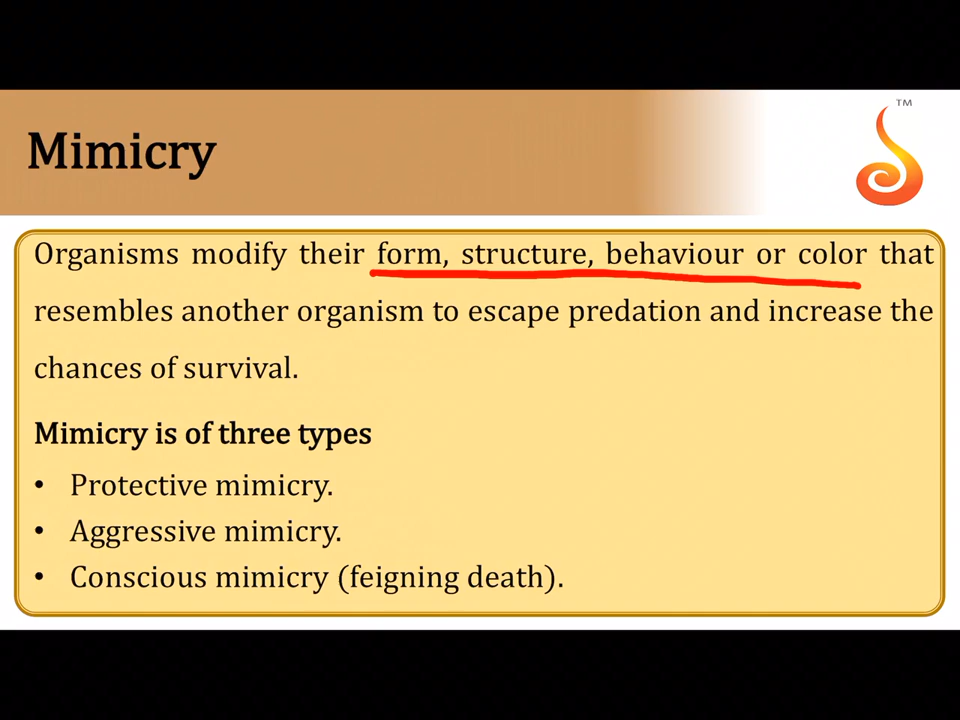 TM
Mimicry
Organisms modify their form, structure, behaviour or color that
resembles another organism to escape predation and increase the
chances of survival.
Mimicry is of three types
• Protective mimicry.
• Aggressive mimicry.
• Conscious mimicry (feigning death).